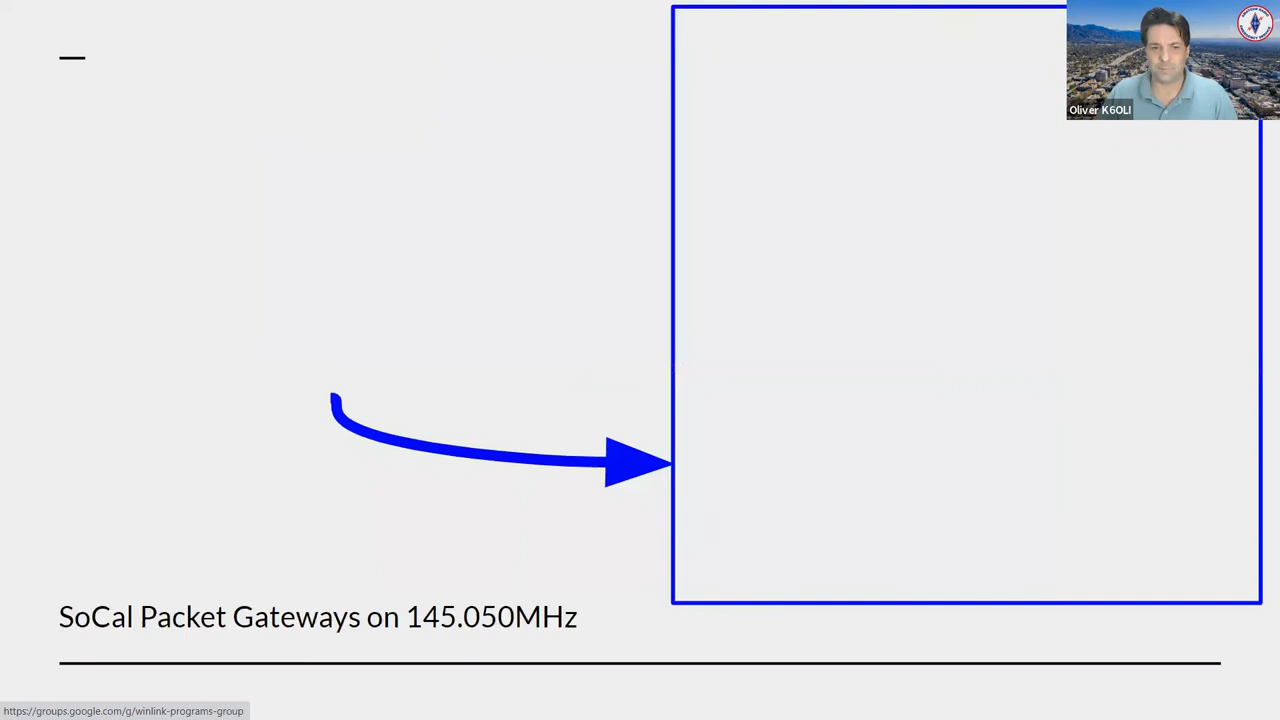 Oliver K6OLI
SoCal Packet Gateways on 145.050MHz
https://groups.google.com/g/winlink-programs-group